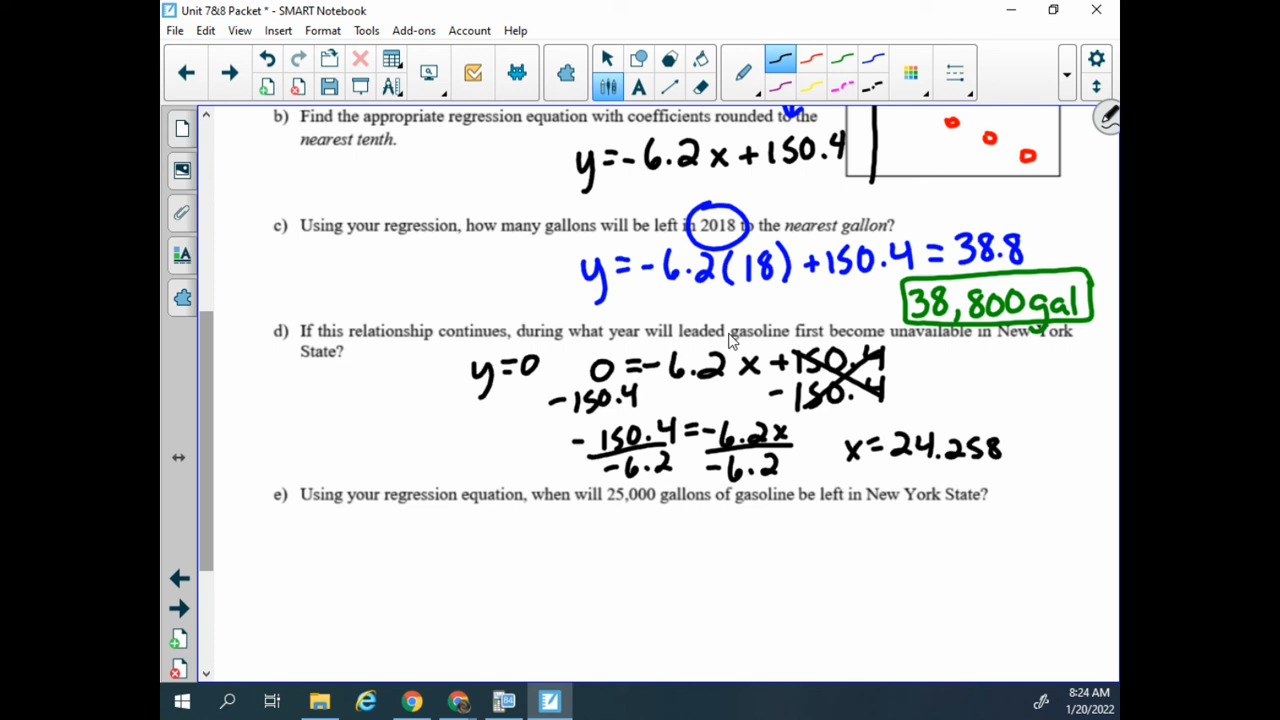 Unit 7&8 Packet * - SMART Notebook
File Edit View Insert Format Tools Add-ons Account Help
b) Find the appropriate regression equation with coefficients rounded to the
nearest tenth.
y=-6.2x+150.4
c) Using your regression, how many gallons will be left in 2018 to the nearest gallon?
y=-6.2(18)+150.4=38.8
38,800gal
d) If this relationship continues, during what year will leaded gasoline first become unavailable in New York
State?
y=0 0=-6.2x+150.4
-150.4 -150.4
-150.4=-6.2x
-6.2 -6.2
x=24.258
e) Using your regression equation, when will 25,000 gallons of gasoline be left in New York State?
8:24 AM
1/20/2022